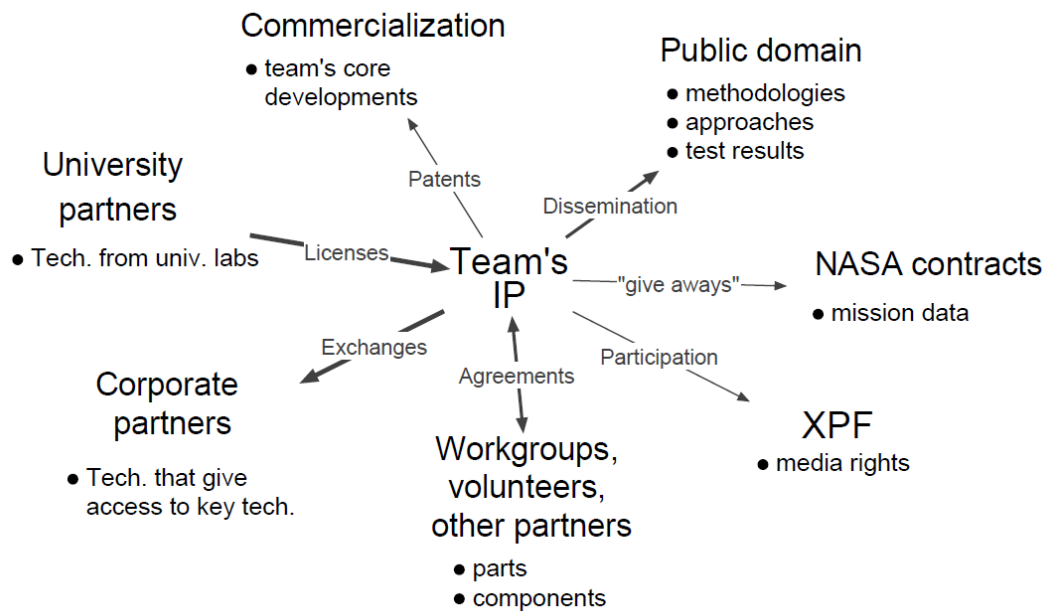 Commercialization
● team's core
developments
Public domain
● methodologies
● approaches
● test results
University
partners
● Tech. from univ. labs
Patents
Dissemination
Licenses
Team's
IP
"give aways"
NASA contracts
● mission data
Exchanges
Agreements
Participation
Corporate
partners
● Tech. that give
access to key tech.
Workgroups,
volunteers,
other partners
● parts
● components
XPF
● media rights